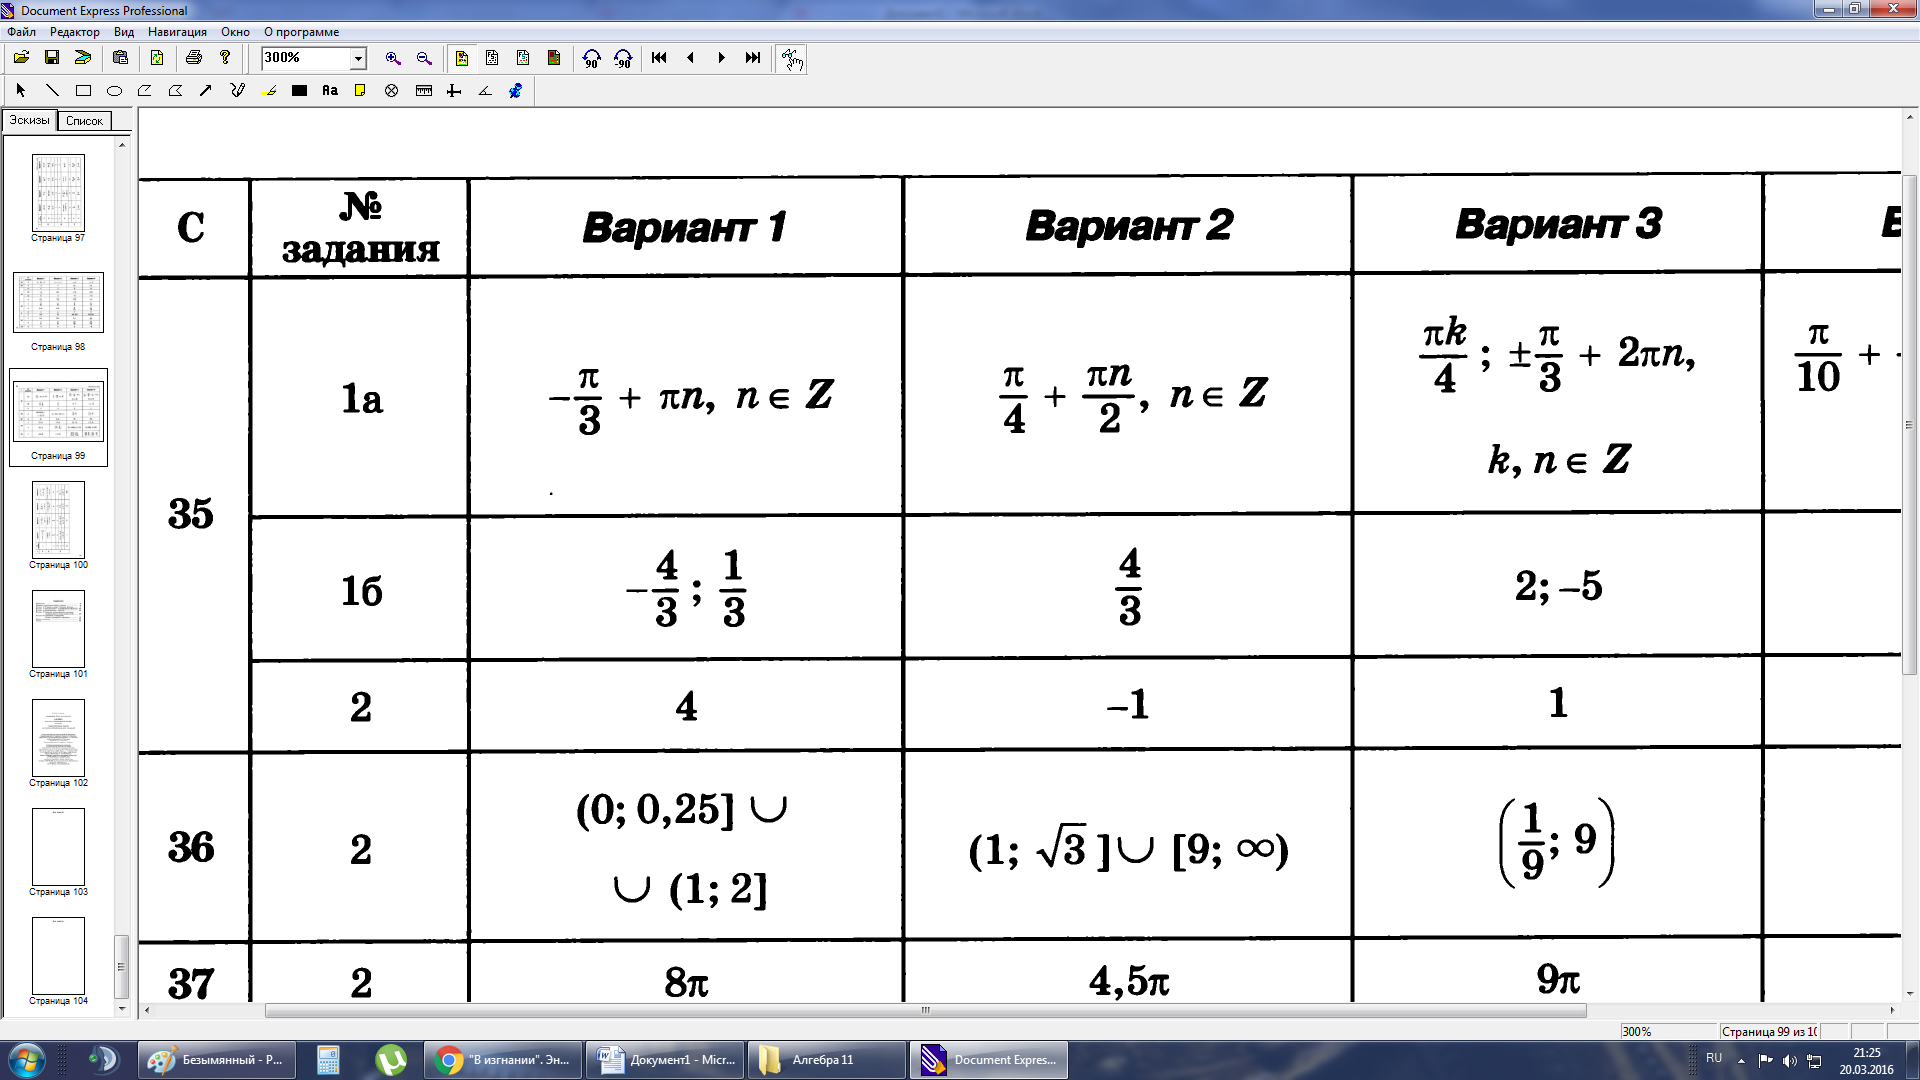 Document Express Professional
Файл Редактор Вид Навигация Окно О программе
300%
90 -90
Aa
Эскизы Список
Страница 97
Страница 98
Страница 99
Страница 100
Страница 101
Страница 102
Страница 103
Страница 104
С № задания Вариант 1 Вариант 2 Вариант 3
35 1а −π/3 + πn, n ∈ Z π/4 + πn/2, n ∈ Z πk/4; ±π/3 + 2πn, k, n ∈ Z π/10 +
1б −4/3; 1/3 4/3 2; −5
2 4 −1 1
36 2 (0; 0,25] ∪ ∪ (1; 2] (1; √3] ∪ [9; ∞) (1/9; 9)
37 2 8π 4,5π 9π
300% Страница 99 из 10
Безымянный - P... "В изгнании". Эн... Документ1 - Micr... Алгебра 11 Document Expres... RU 21:25
20.03.2016